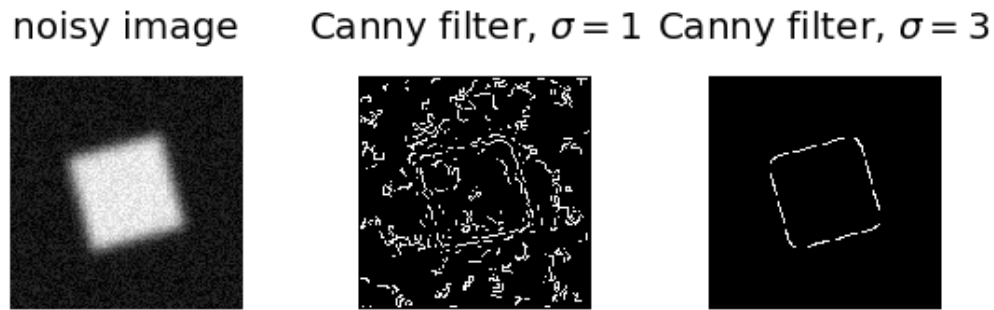 noisy image
Canny filter, σ = 1
Canny filter, σ = 3